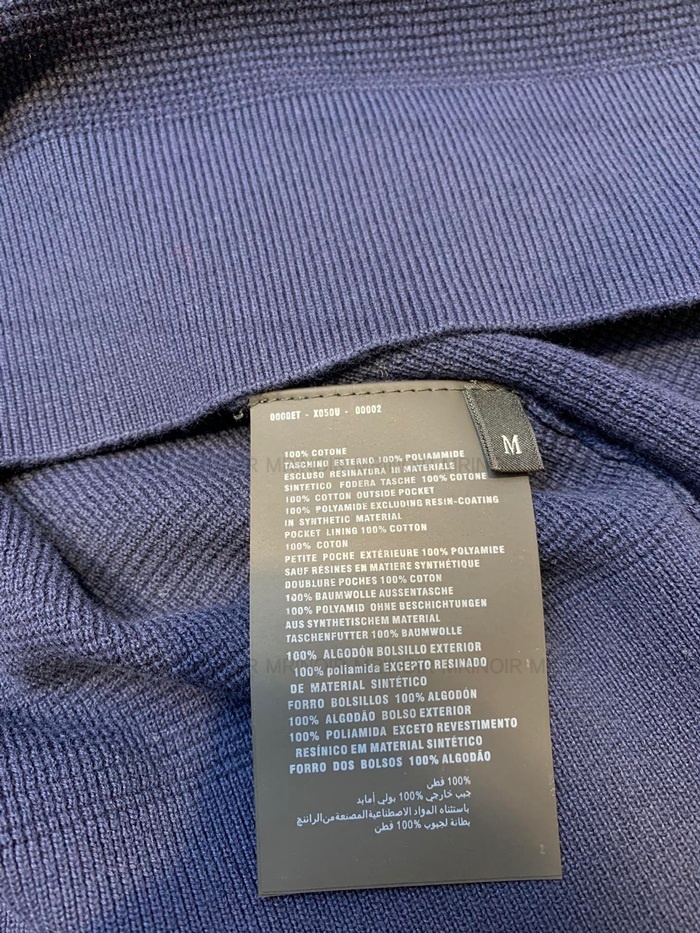 0000ET - XC50U - 00002
M
100% COTONE
TASCHINO ESTERNO 100% POLIAMMIDE
ESCLUSO RESINATURA IN MATERIALE
SINTETICO FODERA TASCHE 100% COTONE
100% COTTON OUTSIDE POCKET
100% POLYAMIDE EXCLUDING RESIN-COATING
IN SYNTHETIC MATERIAL
POCKET LINING 100% COTTON
100% COTON
PETITE POCHE EXTÉRIEURE 100% POLYAMIDE
SAUF RÉSINES EN MATIERE SYNTHÉTIQUE
DOUBLURE POCHES 100% COTON
100% BAUMWOLLE AUSSENTASCHE
100% POLYAMID OHNE BESCHICHTUNGEN
AUS SYNTHETISCHEM MATERIAL
TASCHENFUTTER 100% BAUMWOLLE
100% ALGODÓN BOLSILLO EXTERIOR
100% poliamida EXCEPTO RESINADO
DE MATERIAL SINTÉTICO
FORRO BOLSILLOS 100% ALGODÓN
100% ALGODÃO BOLSO EXTERIOR
100% POLIAMIDA EXCETO REVESTIMENTO
RESÍNICO EM MATERIAL SINTÉTICO
FORRO DOS BOLSOS 100% ALGODÃO
100% قطن
جيب خارجي 100% بولي أمايد
باستثناء المواد الاصطناعية المصنعة من الراتنج
بطانة لجيوب 100% قطن
2